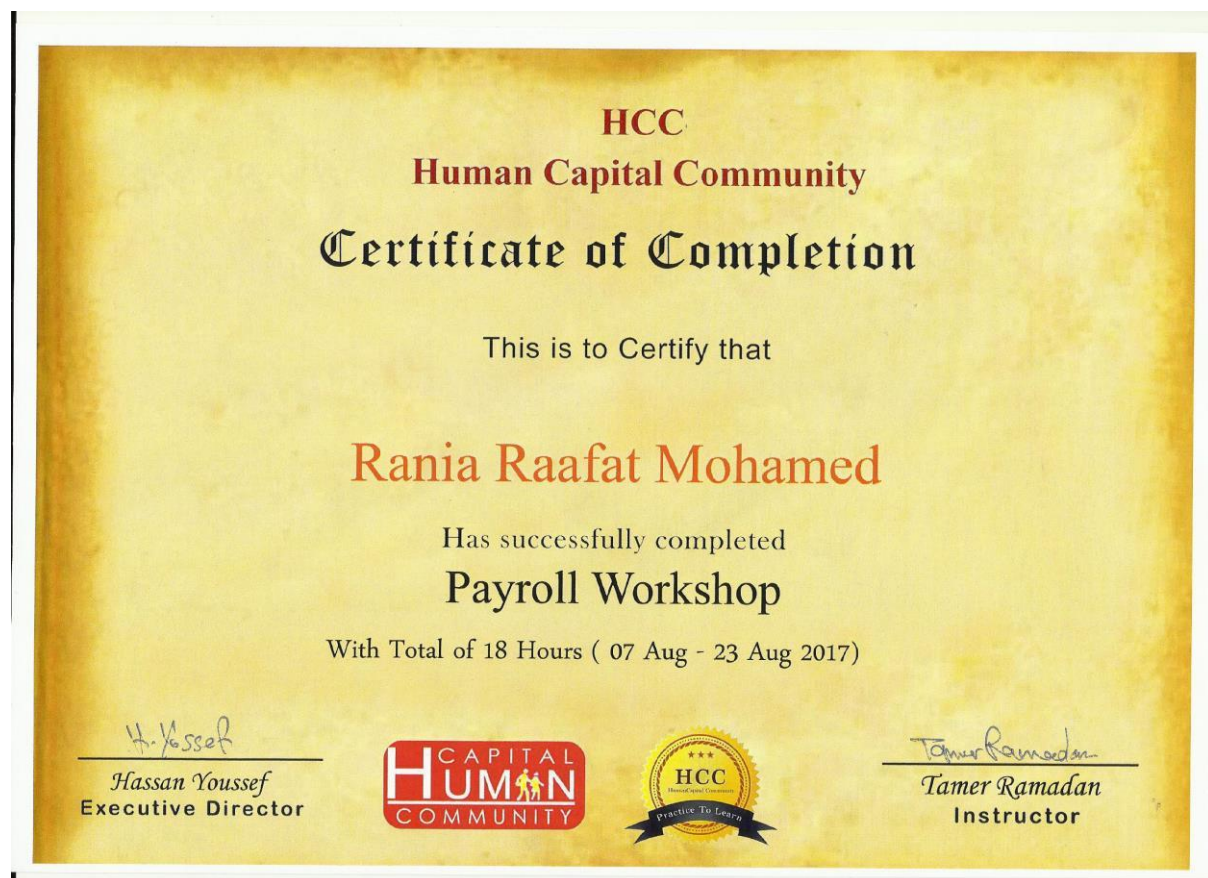 HCC
Human Capital Community
Certificate of Completion
This is to Certify that
Rania Raafat Mohamed
Has successfully completed
Payroll Workshop
With Total of 18 Hours ( 07 Aug - 23 Aug 2017)
H. Yossef
Hassan Youssef
Executive Director
CAPITAL
HUMAN
COMMUNITY
HCC
HumanCapital Community
Practice To Learn
Tamer Ramadan
Tamer Ramadan
Instructor